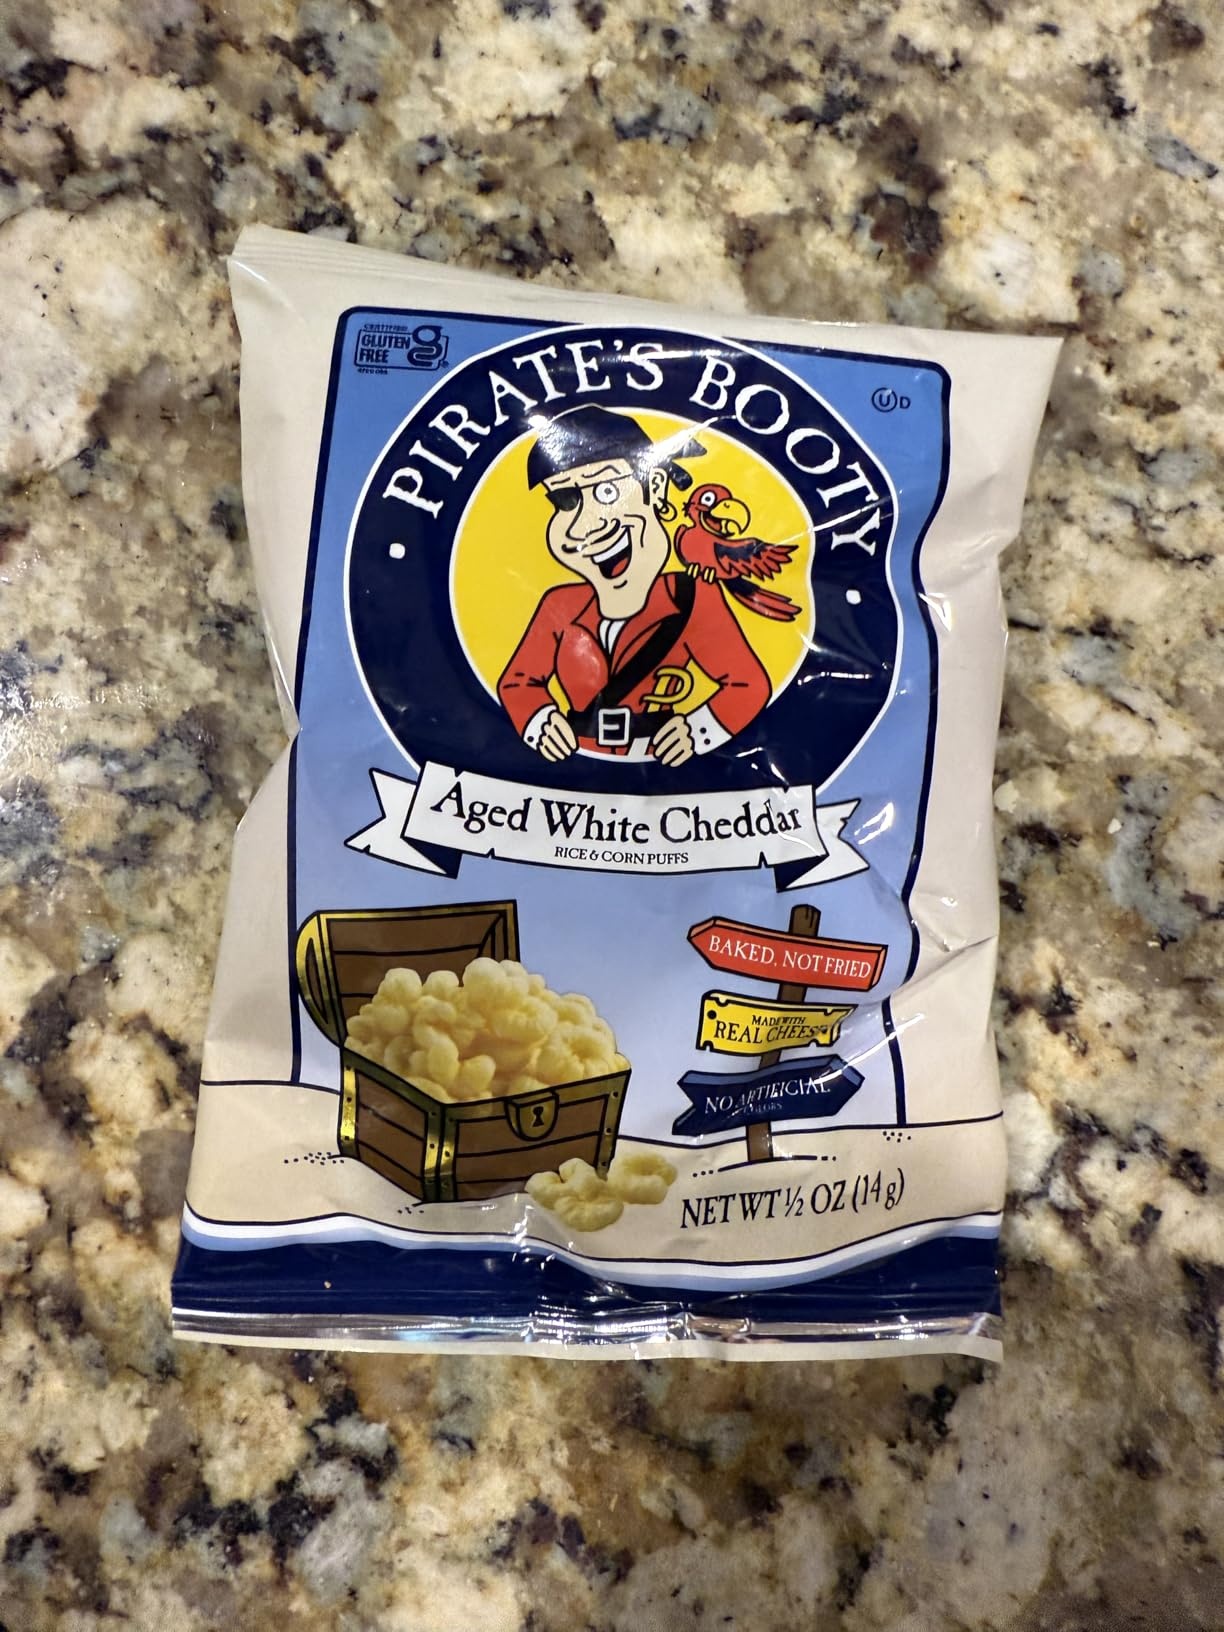 CERTIFIED
GLUTEN
FREE
PIRATE'S BOOTY
U D
Aged White Cheddar
RICE & CORN PUFFS
BAKED, NOT FRIED
MADE WITH
REAL CHEESE
NO ARTIFICIAL
COLORS
NET WT ½ OZ (14 g)